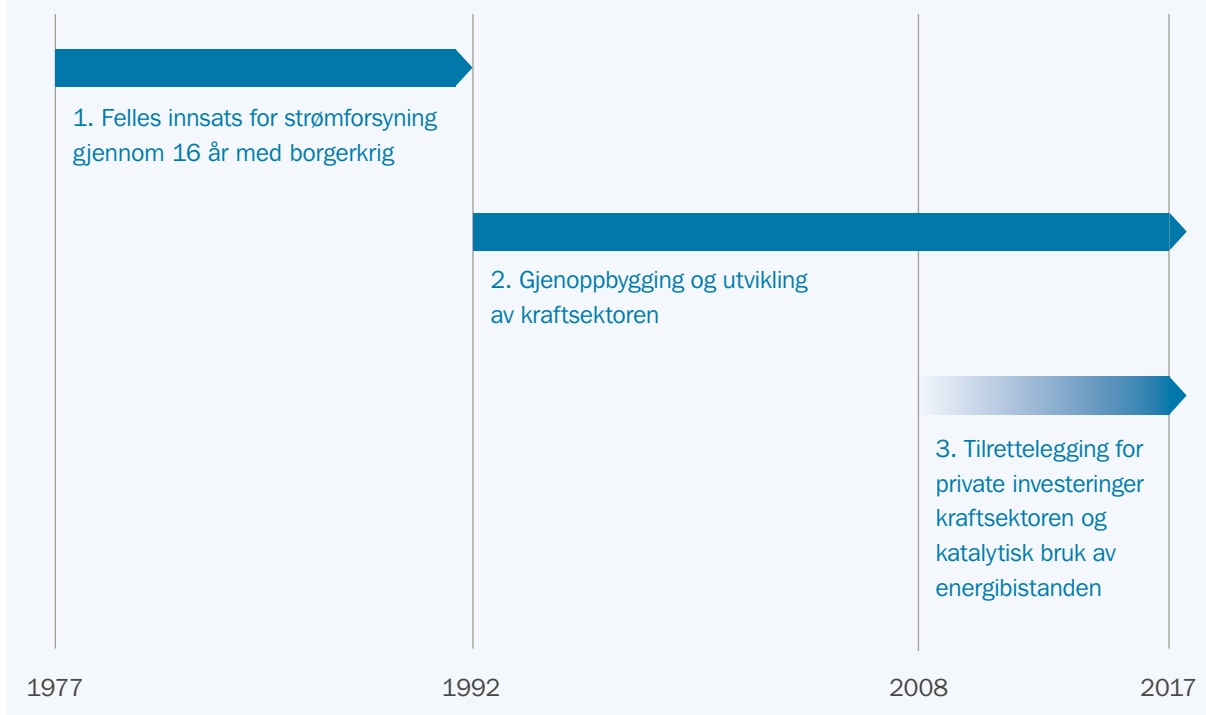 1. Felles innsats for strømforsyning
gjennom 16 år med borgerkrig
2. Gjenoppbygging og utvikling
av kraftsektoren
3. Tilrettelegging for
private investeringer
kraftsektoren og
katalytisk bruk av
energibistanden
1977
1992
2008
2017